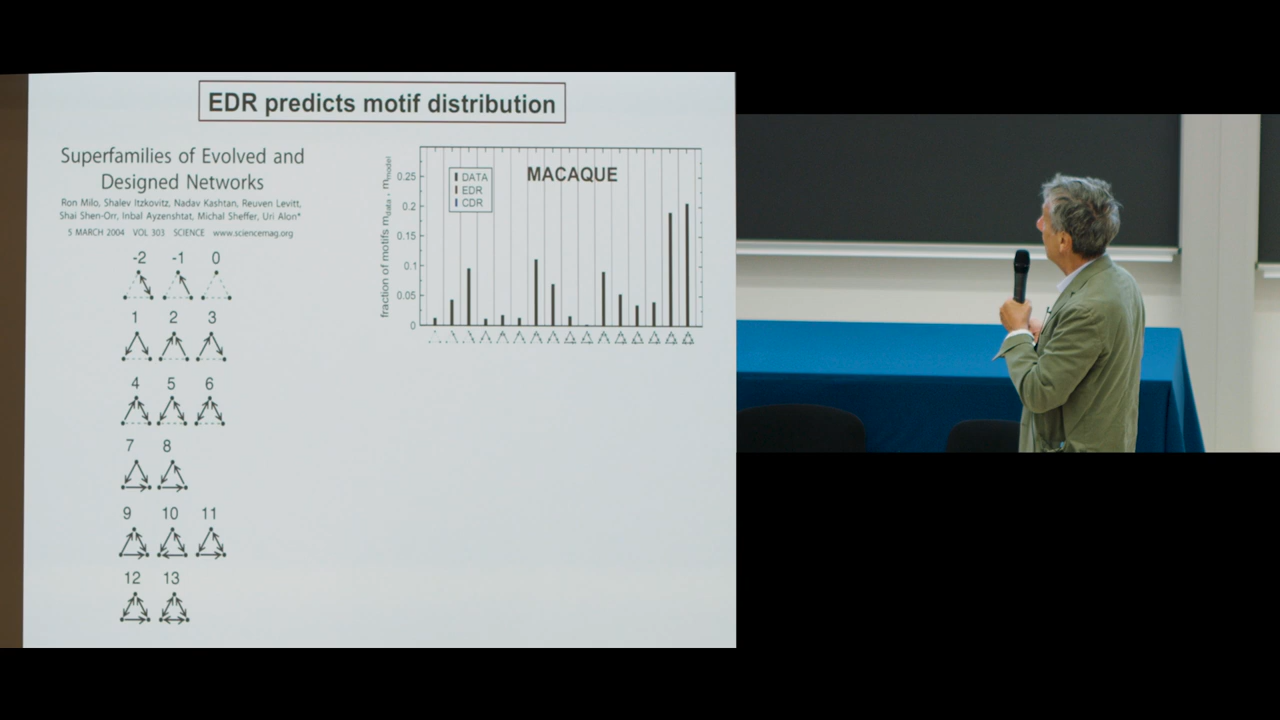 EDR predicts motif distribution
Superfamilies of Evolved and
Designed Networks
Ron Milo, Shalev Itzkovitz, Nadav Kashtan, Reuven Levitt,
Shai Shen-Orr, Inbal Ayzenshtat, Michal Sheffer, Uri Alon*
5 MARCH 2004 VOL 303 SCIENCE www.sciencemag.org
-2 -1 0
1 2 3
4 5 6
7 8
9 10 11
12 13
fraction of motifs m_data , m_model
0.25
0.2
0.15
0.1
0.05
0
DATA
EDR
CDR
MACAQUE